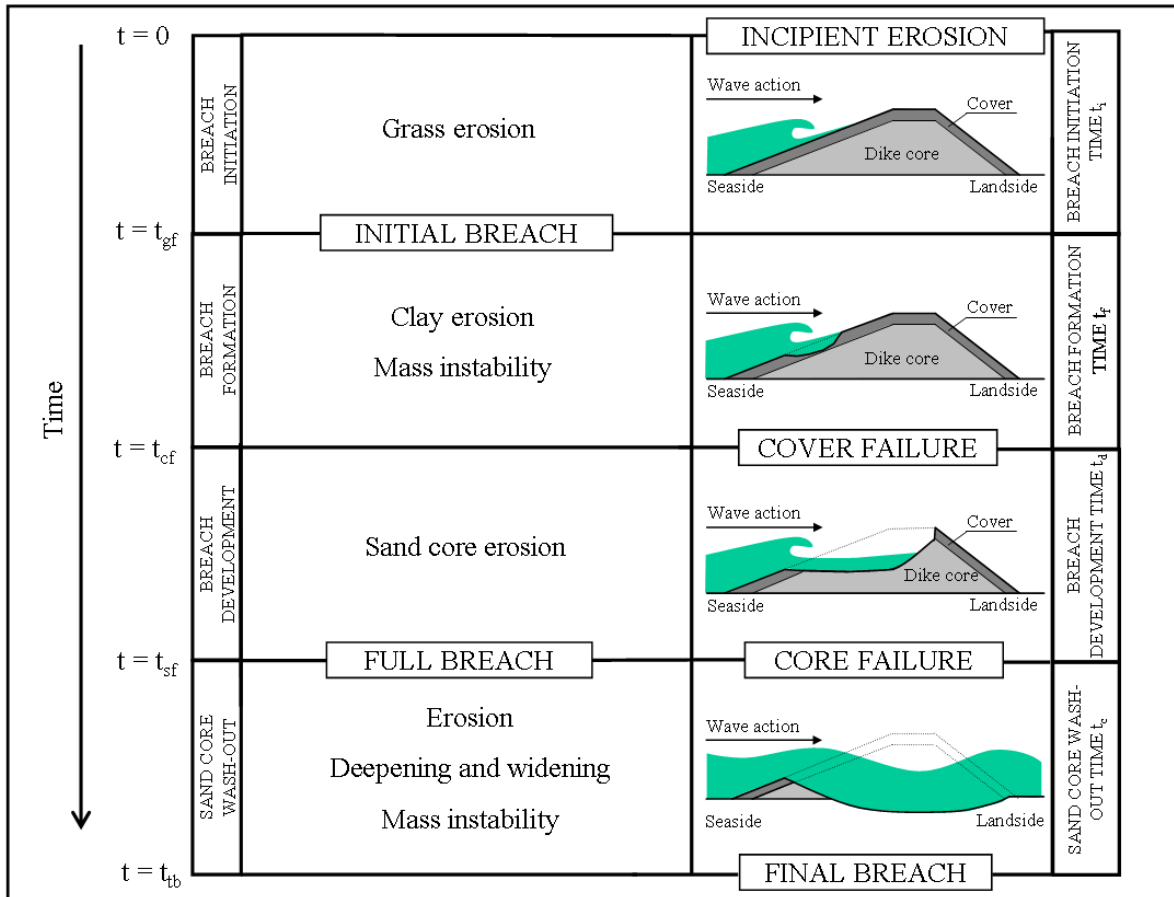 t = 0
INCIPIENT EROSION
BREACH
INITIATION
Grass erosion
Wave action
Cover
Dike core
Seaside
Landside
BREACH INITIATION
TIME tᵢ
t = t_gf
INITIAL BREACH
BREACH
FORMATION
Clay erosion
Mass instability
Wave action
Cover
Dike core
Seaside
Landside
BREACH FORMATION
TIME t_f
Time
t = t_cf
COVER FAILURE
BREACH
DEVELOPMENT
Sand core erosion
Wave action
Cover
Dike core
Seaside
Landside
BREACH
DEVELOPMENT TIME t_d
t = t_sf
FULL BREACH
CORE FAILURE
SAND CORE
WASH-OUT
Erosion
Deepening and widening
Mass instability
Wave action
Seaside
Landside
SAND CORE WASH-
OUT TIME t_c
t = t_tb
FINAL BREACH